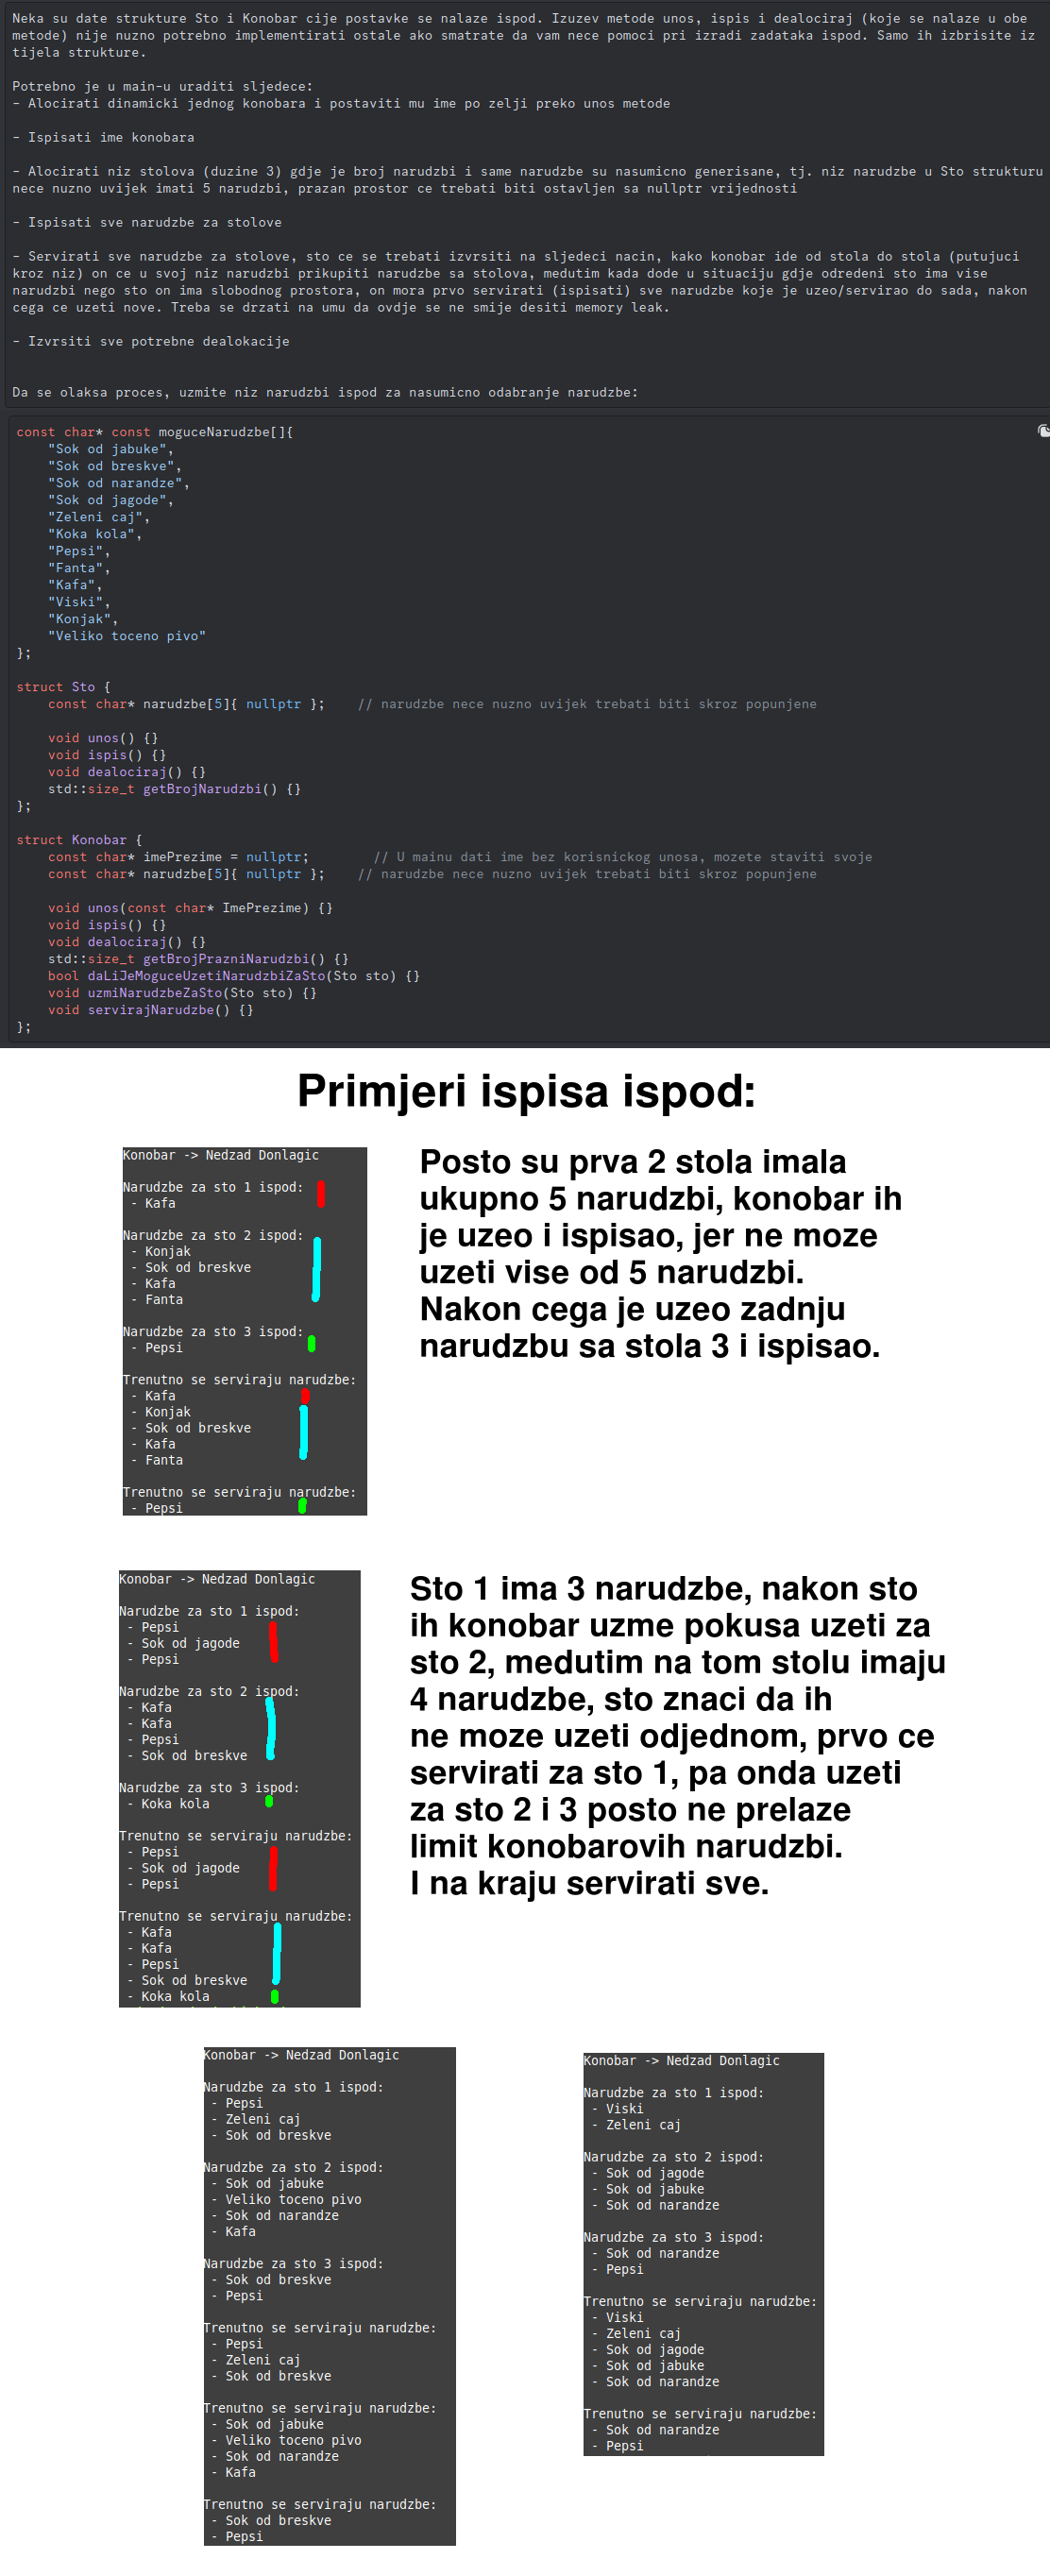 Neka su date strukture Sto i Konobar cije postavke se nalaze ispod. Izuzev metode unos, ispis i dealociraj (koje se nalaze u obe
metode) nije nuzno potrebno implementirati ostale ako smatrate da vam nece pomoci pri izradi zadataka ispod. Samo ih izbrisite iz
tijela strukture.
Potrebno je u main-u uraditi sljedece:
- Alocirati dinamicki jednog konobara i postaviti mu ime po zelji preko unos metode
- Ispisati ime konobara
- Alocirati niz stolova (duzine 3) gdje je broj narudzbi i same narudzbe su nasumicno generisane, tj. niz narudzbe u Sto strukturu
nece nuzno uvijek imati 5 narudzbi, prazan prostor ce trebati biti ostavljen sa nullptr vrijednosti
- Ispisati sve narudzbe za stolove
- Servirati sve narudzbe za stolove, sto ce se trebati izvrsiti na sljedeci nacin, kako konobar ide od stola do stola (putujuci
kroz niz) on ce u svoj niz narudzbi prikupiti narudzbe sa stolova, medutim kada dode u situaciju gdje odredeni sto ima vise
narudzbi nego sto on ima slobodnog prostora, on mora prvo servirati (ispisati) sve narudzbe koje je uzeo/servirao do sada, nakon
cega ce uzeti nove. Treba se drzati na umu da ovdje se ne smije desiti memory leak.
- Izvrsiti sve potrebne dealokacije
Da se olaksa proces, uzmite niz narudzbi ispod za nasumicno odabranje narudzbe:
const char* const moguceNarudzbe[]{
"Sok od jabuke",
"Sok od breskve",
"Sok od narandze",
"Sok od jagode",
"Zeleni caj",
"Koka kola",
"Pepsi",
"Fanta",
"Kafa",
"Viski",
"Konjak",
"Veliko toceno pivo"
};
struct Sto {
const char* narudzbe[5]{ nullptr }; // narudzbe nece nuzno uvijek trebati biti skroz popunjene
void unos() {}
void ispis() {}
void dealociraj() {}
std::size_t getBrojNarudzbi() {}
};
struct Konobar {
const char* imePrezime = nullptr; // U mainu dati ime bez korisnickog unosa, mozete staviti svoje
const char* narudzbe[5]{ nullptr }; // narudzbe nece nuzno uvijek trebati biti skroz popunjene
void unos(const char* ImePrezime) {}
void ispis() {}
void dealociraj() {}
std::size_t getBrojPrazniNarudzbi() {}
bool daLiJeMoguceUzetiNarudzbiZaSto(Sto sto) {}
void uzmiNarudzbeZaSto(Sto sto) {}
void servirajNarudzbe() {}
};
Primjeri ispisa ispod:
Konobar -> Nedzad Donlagic
Narudzbe za sto 1 ispod:
- Kafa
Narudzbe za sto 2 ispod:
- Konjak
- Sok od breskve
- Kafa
- Fanta
Narudzbe za sto 3 ispod:
- Pepsi
Trenutno se serviraju narudzbe:
- Kafa
- Konjak
- Sok od breskve
- Kafa
- Fanta
Trenutno se serviraju narudzbe:
- Pepsi
Posto su prva 2 stola imala
ukupno 5 narudzbi, konobar ih
je uzeo i ispisao, jer ne moze
uzeti vise od 5 narudzbi.
Nakon cega je uzeo zadnju
narudzbu sa stola 3 i ispisao.
Konobar -> Nedzad Donlagic
Narudzbe za sto 1 ispod:
- Pepsi
- Sok od jagode
- Pepsi
Narudzbe za sto 2 ispod:
- Kafa
- Kafa
- Pepsi
- Sok od breskve
Narudzbe za sto 3 ispod:
- Koka kola
Trenutno se serviraju narudzbe:
- Pepsi
- Sok od jagode
- Pepsi
Trenutno se serviraju narudzbe:
- Kafa
- Kafa
- Pepsi
- Sok od breskve
- Koka kola
Sto 1 ima 3 narudzbe, nakon sto
ih konobar uzme pokusa uzeti za
sto 2, medutim na tom stolu imaju
4 narudzbe, sto znaci da ih
ne moze uzeti odjednom, prvo ce
servirati za sto 1, pa onda uzeti
za sto 2 i 3 posto ne prelaze
limit konobarovih narudzbi.
I na kraju servirati sve.
Konobar -> Nedzad Donlagic
Narudzbe za sto 1 ispod:
- Pepsi
- Zeleni caj
- Sok od breskve
Narudzbe za sto 2 ispod:
- Sok od jabuke
- Veliko toceno pivo
- Sok od narandze
- Kafa
Narudzbe za sto 3 ispod:
- Sok od breskve
- Pepsi
Trenutno se serviraju narudzbe:
- Pepsi
- Zeleni caj
- Sok od breskve
Trenutno se serviraju narudzbe:
- Sok od jabuke
- Veliko toceno pivo
- Sok od narandze
- Kafa
Trenutno se serviraju narudzbe:
- Sok od breskve
- Pepsi
Konobar -> Nedzad Donlagic
Narudzbe za sto 1 ispod:
- Viski
- Zeleni caj
Narudzbe za sto 2 ispod:
- Sok od jagode
- Sok od jabuke
- Sok od narandze
Narudzbe za sto 3 ispod:
- Sok od narandze
- Pepsi
Trenutno se serviraju narudzbe:
- Viski
- Zeleni caj
- Sok od jagode
- Sok od jabuke
- Sok od narandze
Trenutno se serviraju narudzbe:
- Sok od narandze
- Pepsi